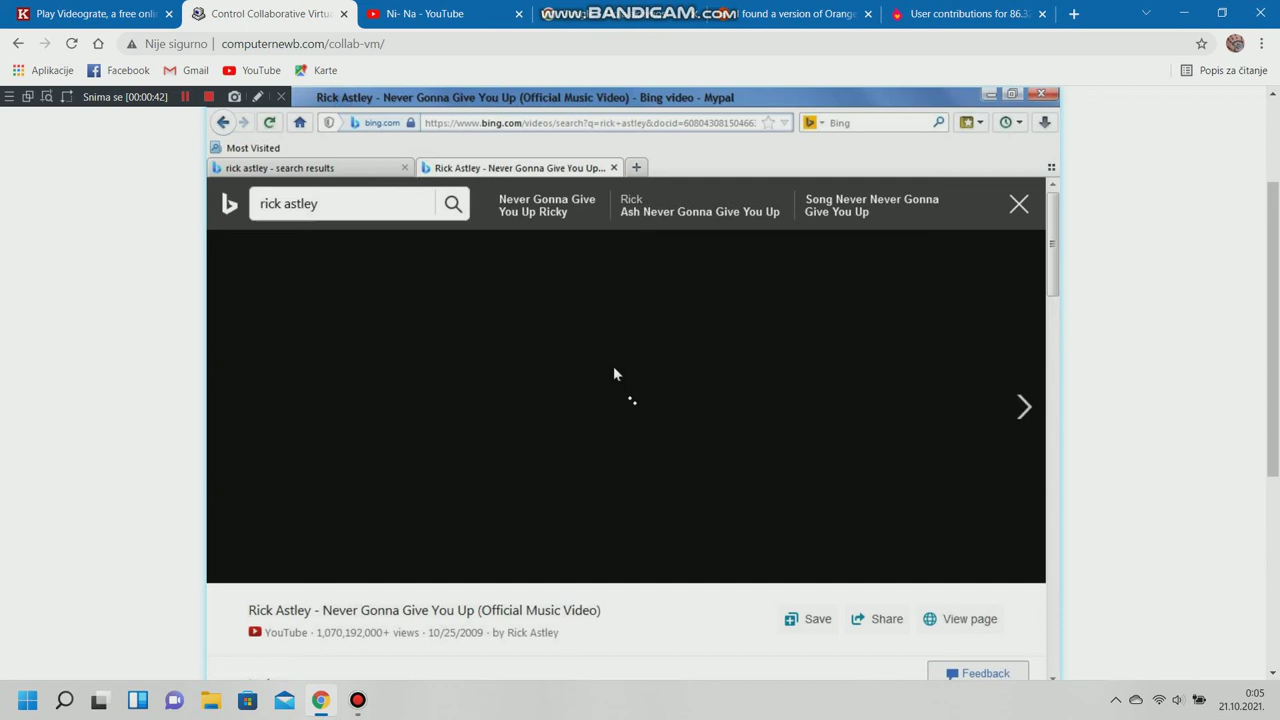 Play Videograte, a free onli
Control Collaborative Virtua
Ni- Na - YouTube
www.BANDICAM.com
I found a version of Orange
User contributions for 86.32
Nije sigurno
computernewb.com/collab-vm/
Aplikacije
Facebook
Gmail
YouTube
Karte
Popis za čitanje
Snima se [00:00:42]
Rick Astley - Never Gonna Give You Up (Official Music Video) - Bing video - Mypal
bing.com
https://www.bing.com/videos/search?q=rick+astley&docid=60804308150466
Bing
Most Visited
rick astley - search results
Rick Astley - Never Gonna Give You Up...
rick astley
Never Gonna Give
You Up Ricky
Rick
Ash Never Gonna Give You Up
Song Never Never Gonna
Give You Up
Rick Astley - Never Gonna Give You Up (Official Music Video)
YouTube · 1,070,192,000+ views · 10/25/2009 · by Rick Astley
Save
Share
View page
Feedback
0:05
21.10.2021.